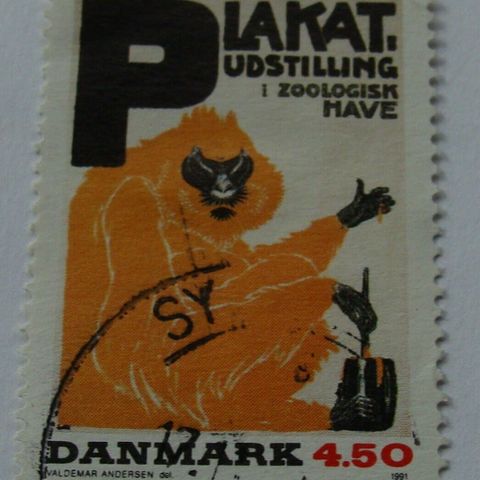 PLAKAT.
UDSTILLING
I ZOOLOGISK
HAVE
SY
DANMARK 4.50
VALDEMAR ANDERSEN del. 1991